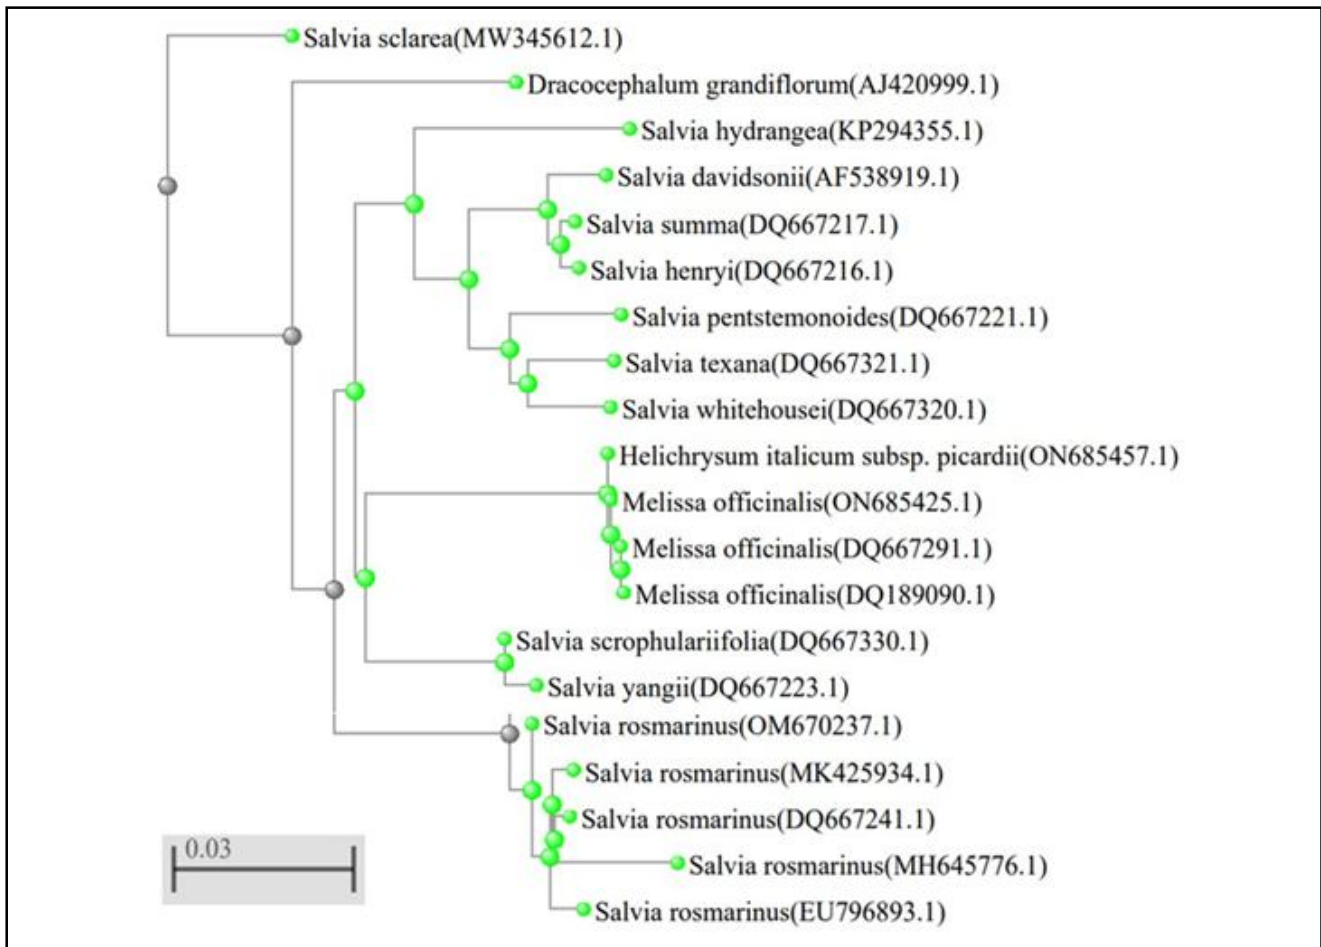 Salvia sclarea(MW345612.1)
Dracocephalum grandiflorum(AJ420999.1)
Salvia hydrangea(KP294355.1)
Salvia davidsonii(AF538919.1)
Salvia summa(DQ667217.1)
Salvia henryi(DQ667216.1)
Salvia pentstemonoides(DQ667221.1)
Salvia texana(DQ667321.1)
Salvia whitehousei(DQ667320.1)
Helichrysum italicum subsp. picardii(ON685457.1)
Melissa officinalis(ON685425.1)
Melissa officinalis(DQ667291.1)
Melissa officinalis(DQ189090.1)
Salvia scrophulariifolia(DQ667330.1)
Salvia yangii(DQ667223.1)
Salvia rosmarinus(OM670237.1)
Salvia rosmarinus(MK425934.1)
Salvia rosmarinus(DQ667241.1)
Salvia rosmarinus(MH645776.1)
Salvia rosmarinus(EU796893.1)
0.03